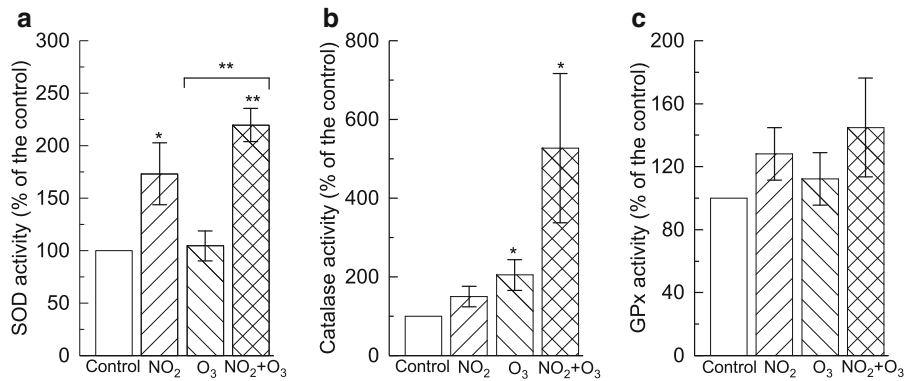 a
SOD activity (% of the control)
300
250
200
150
100
50
0
**
*
**
Control NO₂ O₃ NO₂+O₃
b
Catalase activity (% of the control)
800
600
400
200
0
*
*
Control NO₂ O₃ NO₂+O₃
c
GPx activity (% of the control)
200
160
120
80
40
0
Control NO₂ O₃ NO₂+O₃